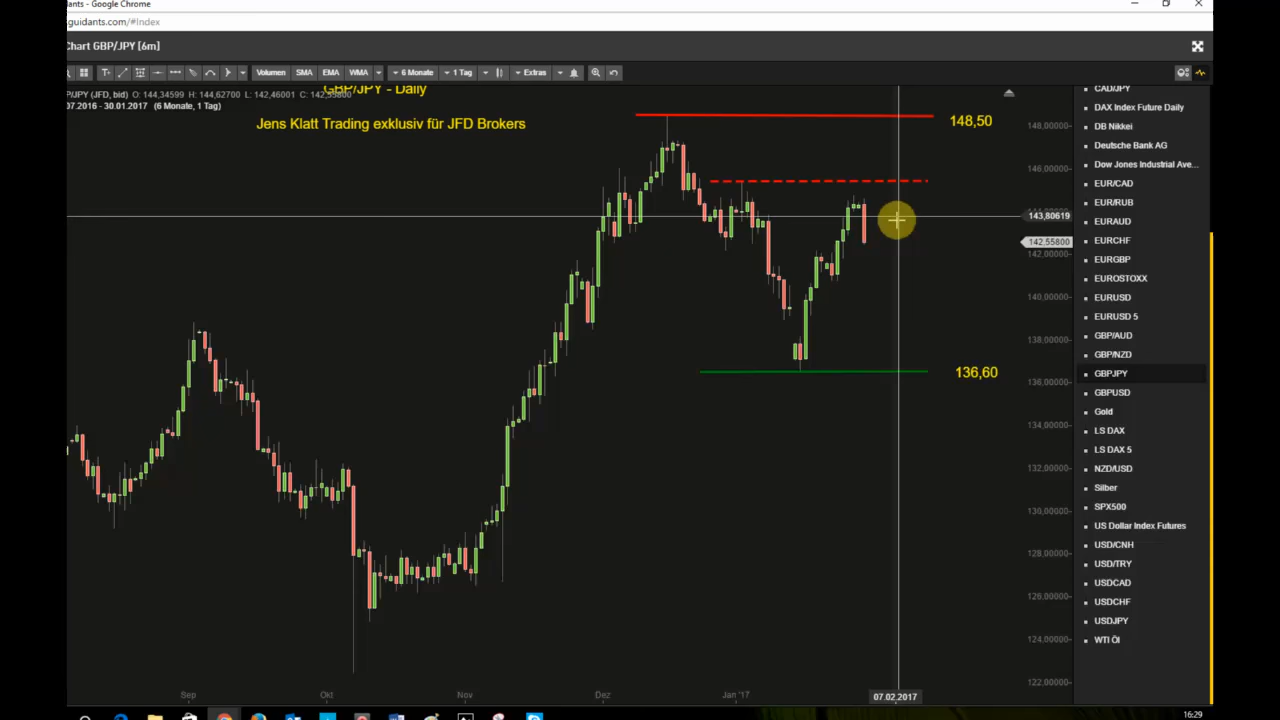 dants - Google Chrome
.guidants.com/#Index
Chart GBP/JPY [6m]
Volumen SMA EMA WMA 6 Monate 1 Tag Extras
GBP/JPY - Daily
P/JPY (JFD, bid) O: 144,34599 H: 144,62700 L: 142,46001 C: 142,55800
.07.2016 - 30.01.2017 (6 Monate, 1 Tag)
Jens Klatt Trading exklusiv für JFD Brokers
148,50
136,60
148,00000
146,00000
143,80619
142,55800
142,00000
140,00000
138,00000
136,00000
134,00000
132,00000
130,00000
128,00000
126,00000
124,00000
122,00000
Sep Okt Nov Dez Jan '17 07.02.2017
CAD/JPY
DAX Index Future Daily
DB Nikkei
Deutsche Bank AG
Dow Jones Industrial Ave...
EUR/CAD
EUR/RUB
EURAUD
EURCHF
EURGBP
EUROSTOXX
EURUSD
EURUSD 5
GBP/AUD
GBP/NZD
GBPJPY
GBPUSD
Gold
LS DAX
LS DAX 5
NZD/USD
Silber
SPX500
US Dollar Index Futures
USD/CNH
USD/TRY
USDCAD
USDCHF
USDJPY
WTI Öl
16:29